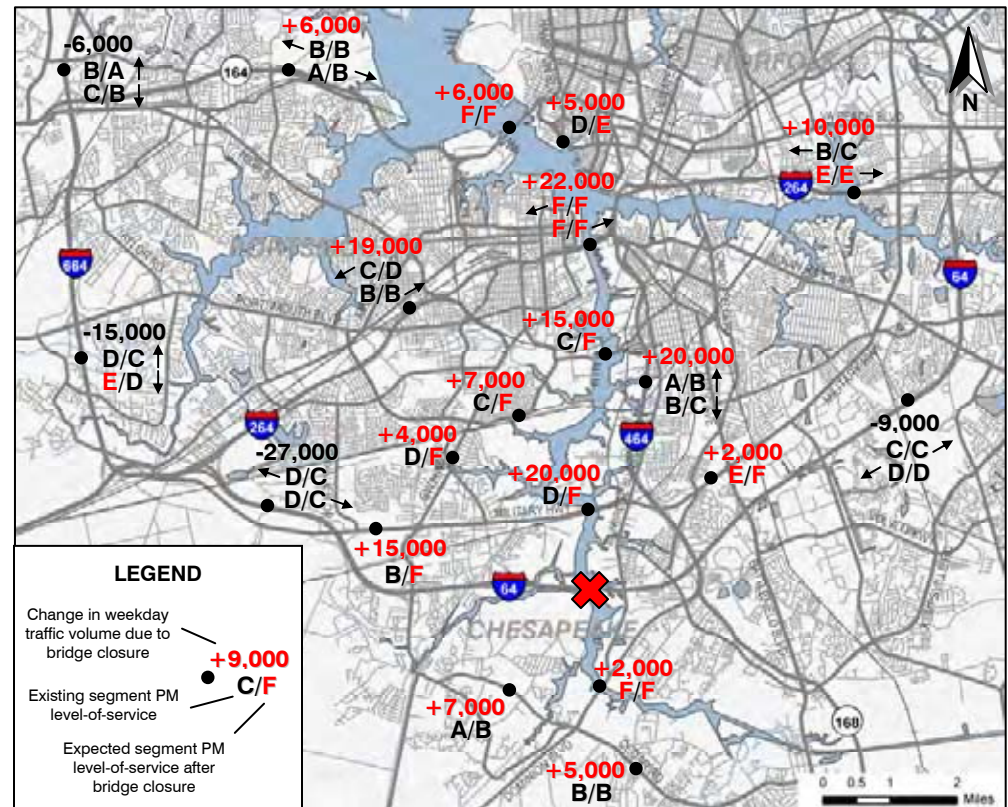 -6,000
B/A
C/B
164
+6,000
B/B
A/B
+6,000
F/F
+5,000
D/E
+10,000
B/C
E/E
264
N
+22,000
F/F
F/F
664
+19,000
C/D
B/B
64
-15,000
D/C
E/D
+15,000
C/F
+20,000
A/B
B/C
+7,000
C/F
-9,000
C/C
D/D
264
464
-27,000
D/C
D/C
+4,000
D/F
+2,000
E/F
+20,000
D/F
MILITARY HWY
+15,000
B/F
64
CHESAPEAKE
+2,000
F/F
+7,000
A/B
168
+5,000
B/B
LEGEND
Change in weekday
traffic volume due to
bridge closure
+9,000
C/F
Existing segment PM
level-of-service
Expected segment PM
level-of-service after
bridge closure
0 0.5 1 2
Miles